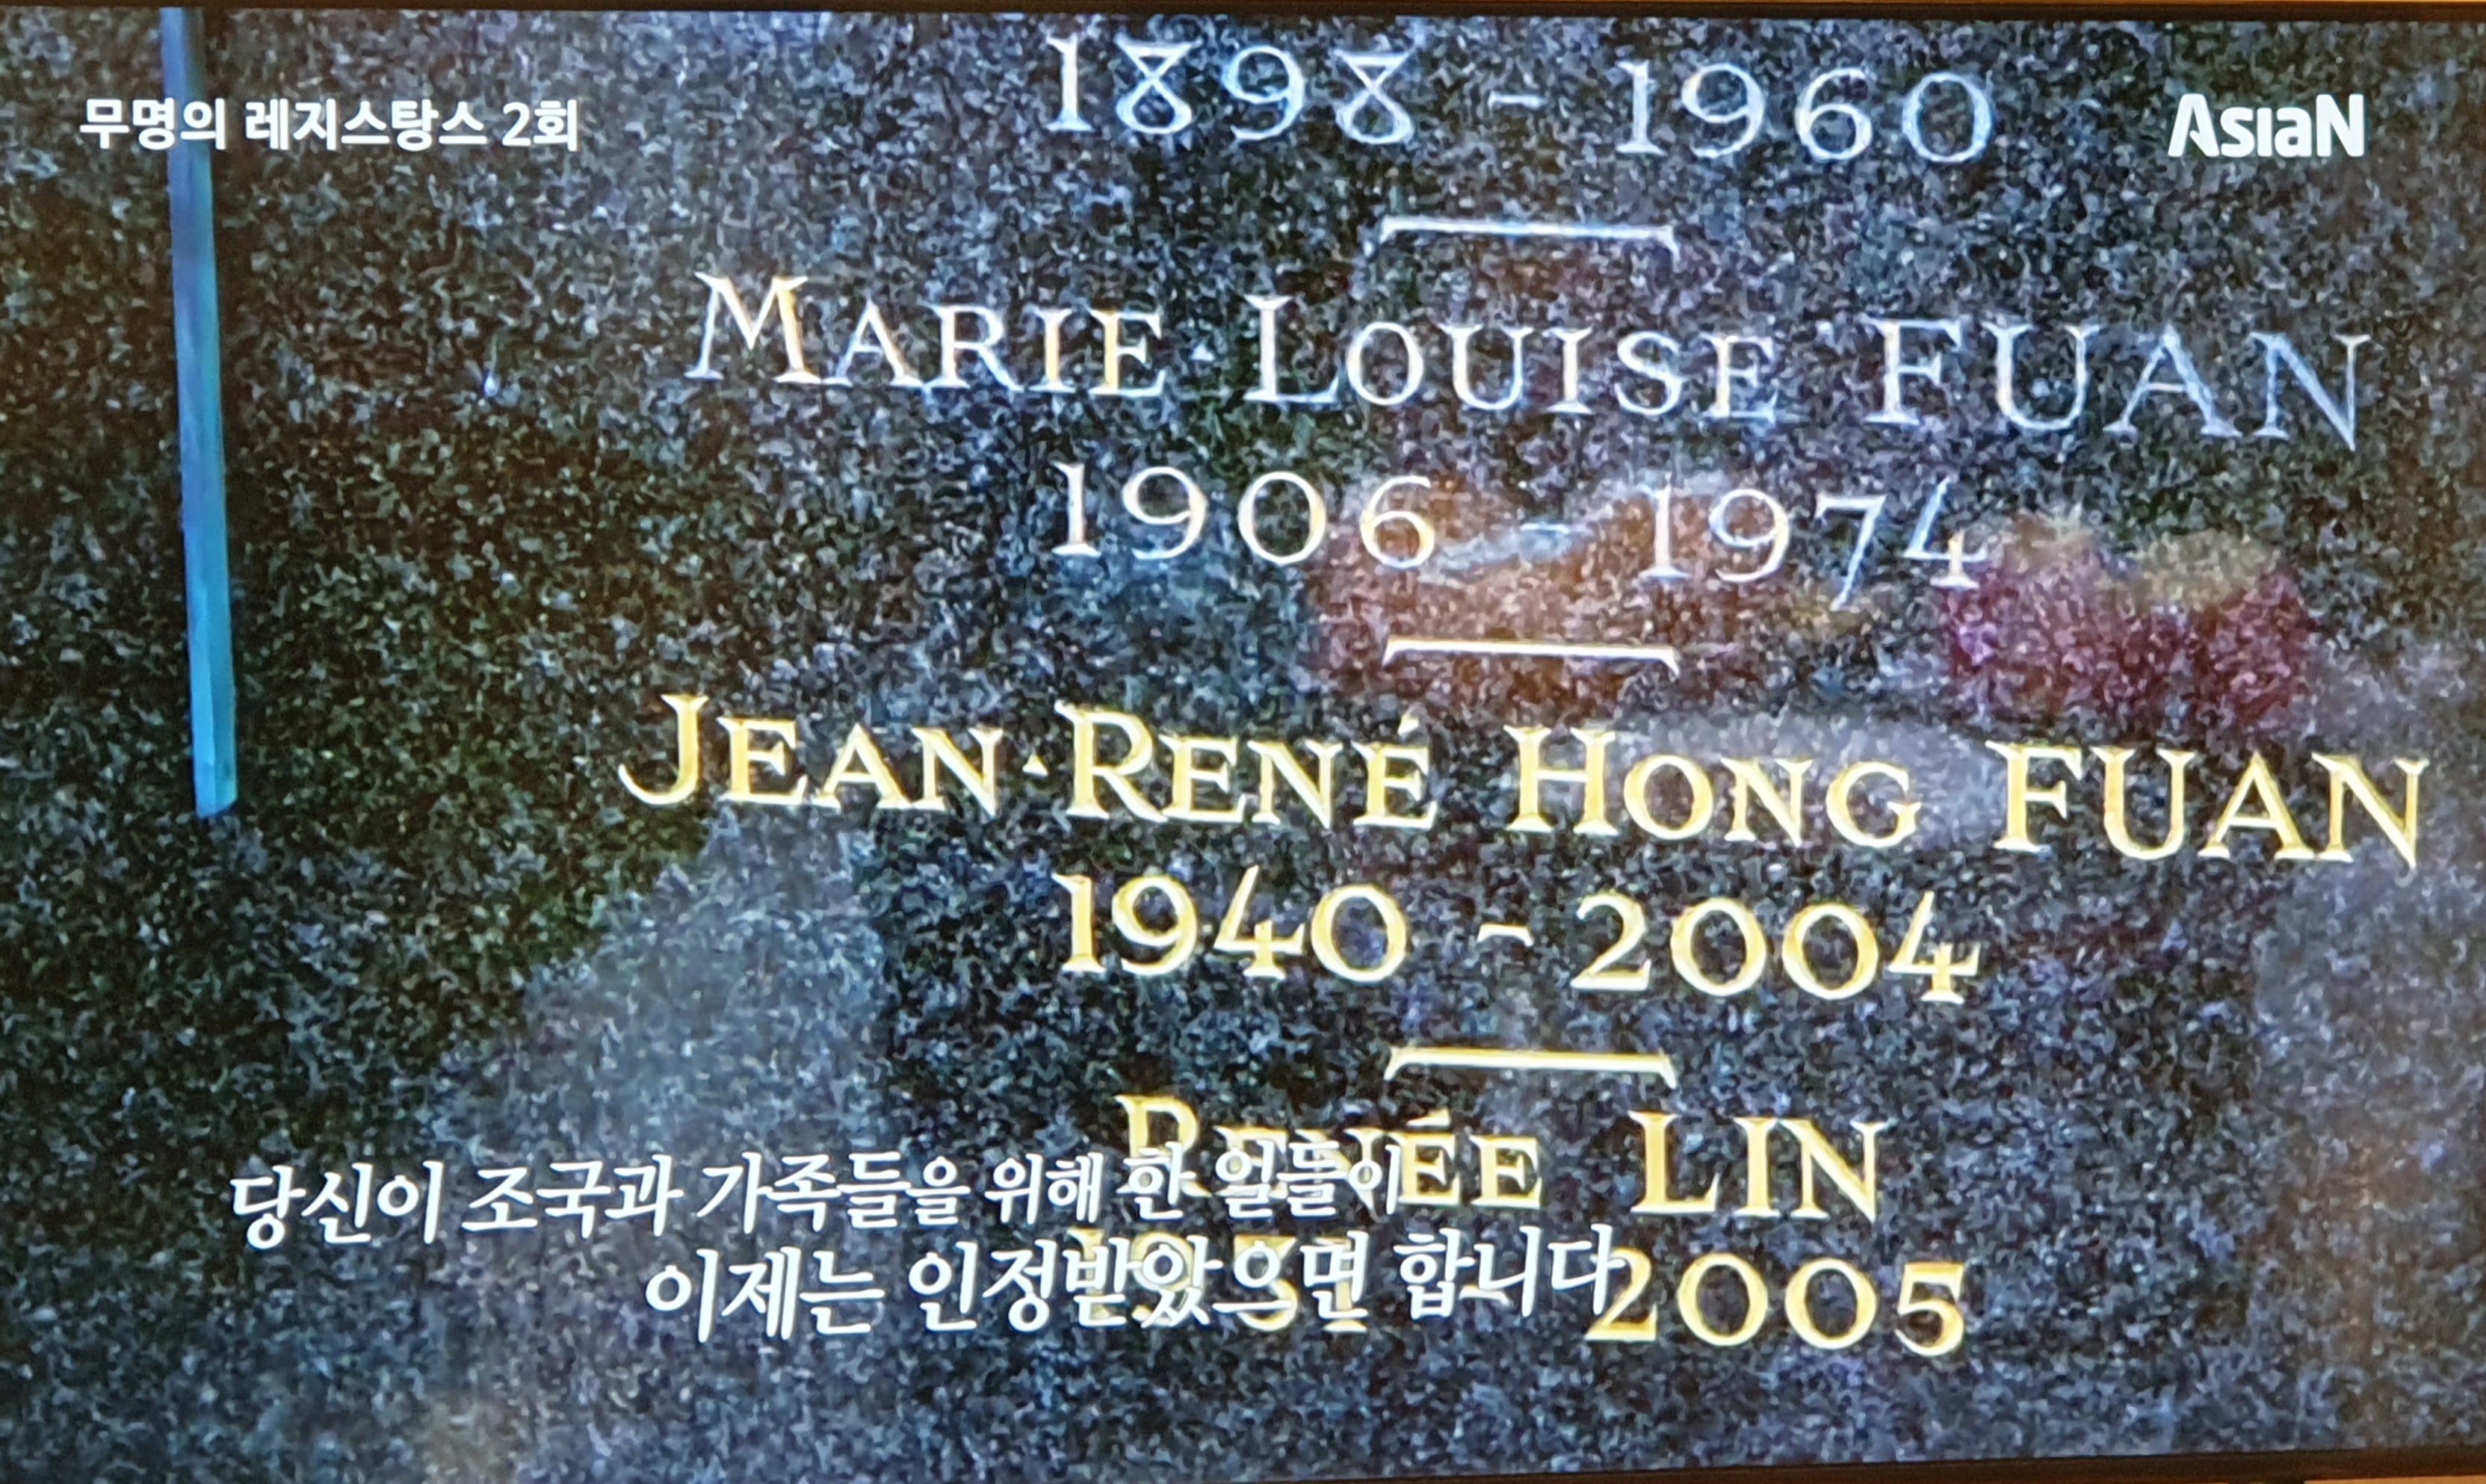 무명의 레지스탕스 2회
AsiaN
1898 - 1960
MARIE·LOUISE FUAN
1906 - 1974
JEAN·RENÉ HONG FUAN
1940 - 2004
RENÉE LIN
당신이 조국과 가족들을 위해 한 일들이
2005
이제는 인정받았으면 합니다